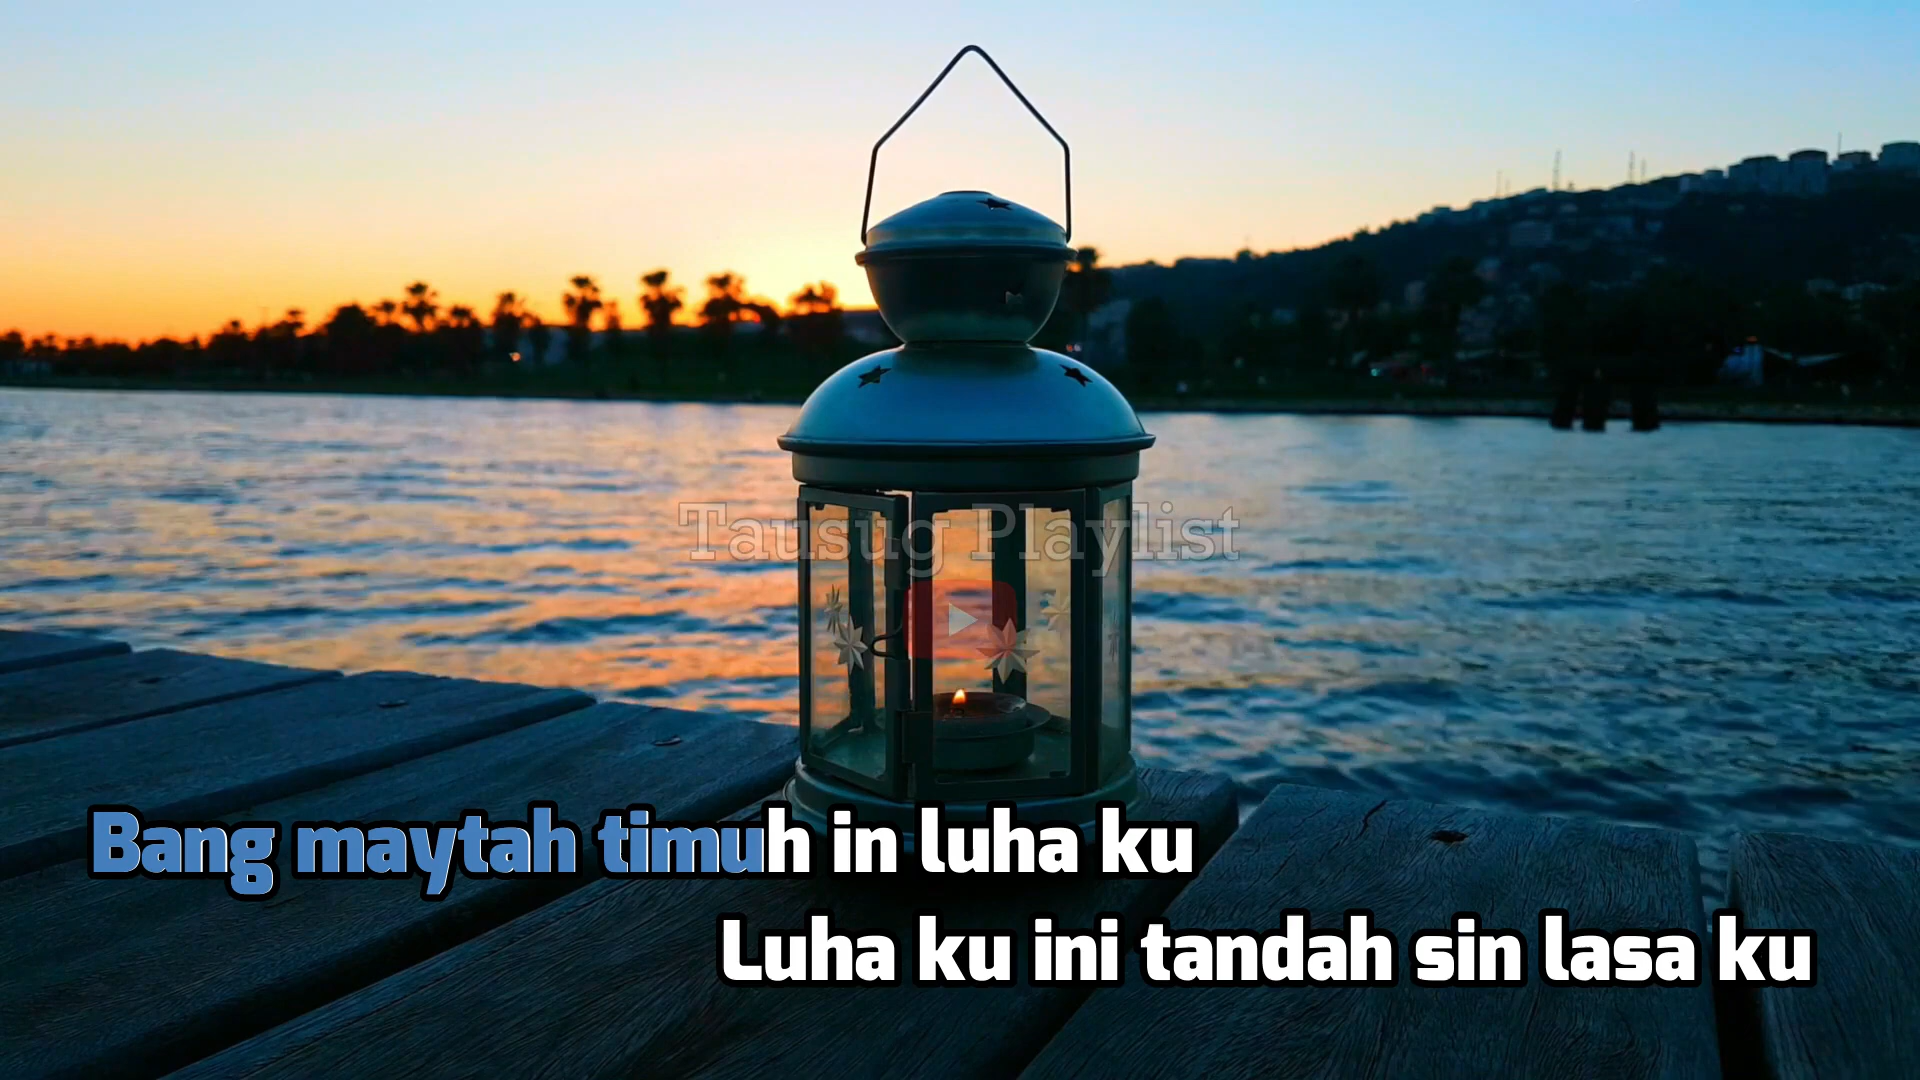 Tausug Playlist
Bang maytah timuh in luha ku
Luha ku ini tandah sin lasa ku